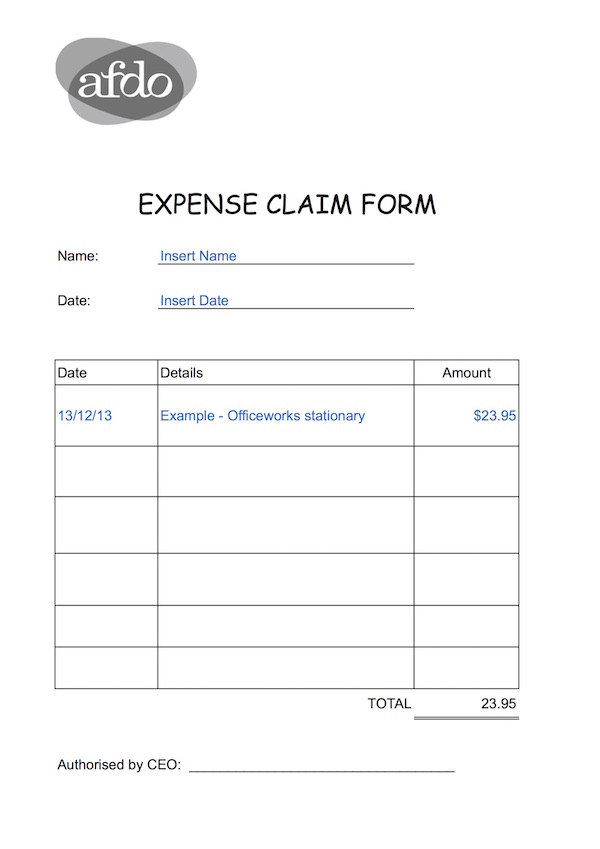 afdo
EXPENSE CLAIM FORM
Name: Insert Name
Date: Insert Date
Date Details Amount
13/12/13 Example - Officeworks stationary $23.95
TOTAL 23.95
Authorised by CEO: __________________________________